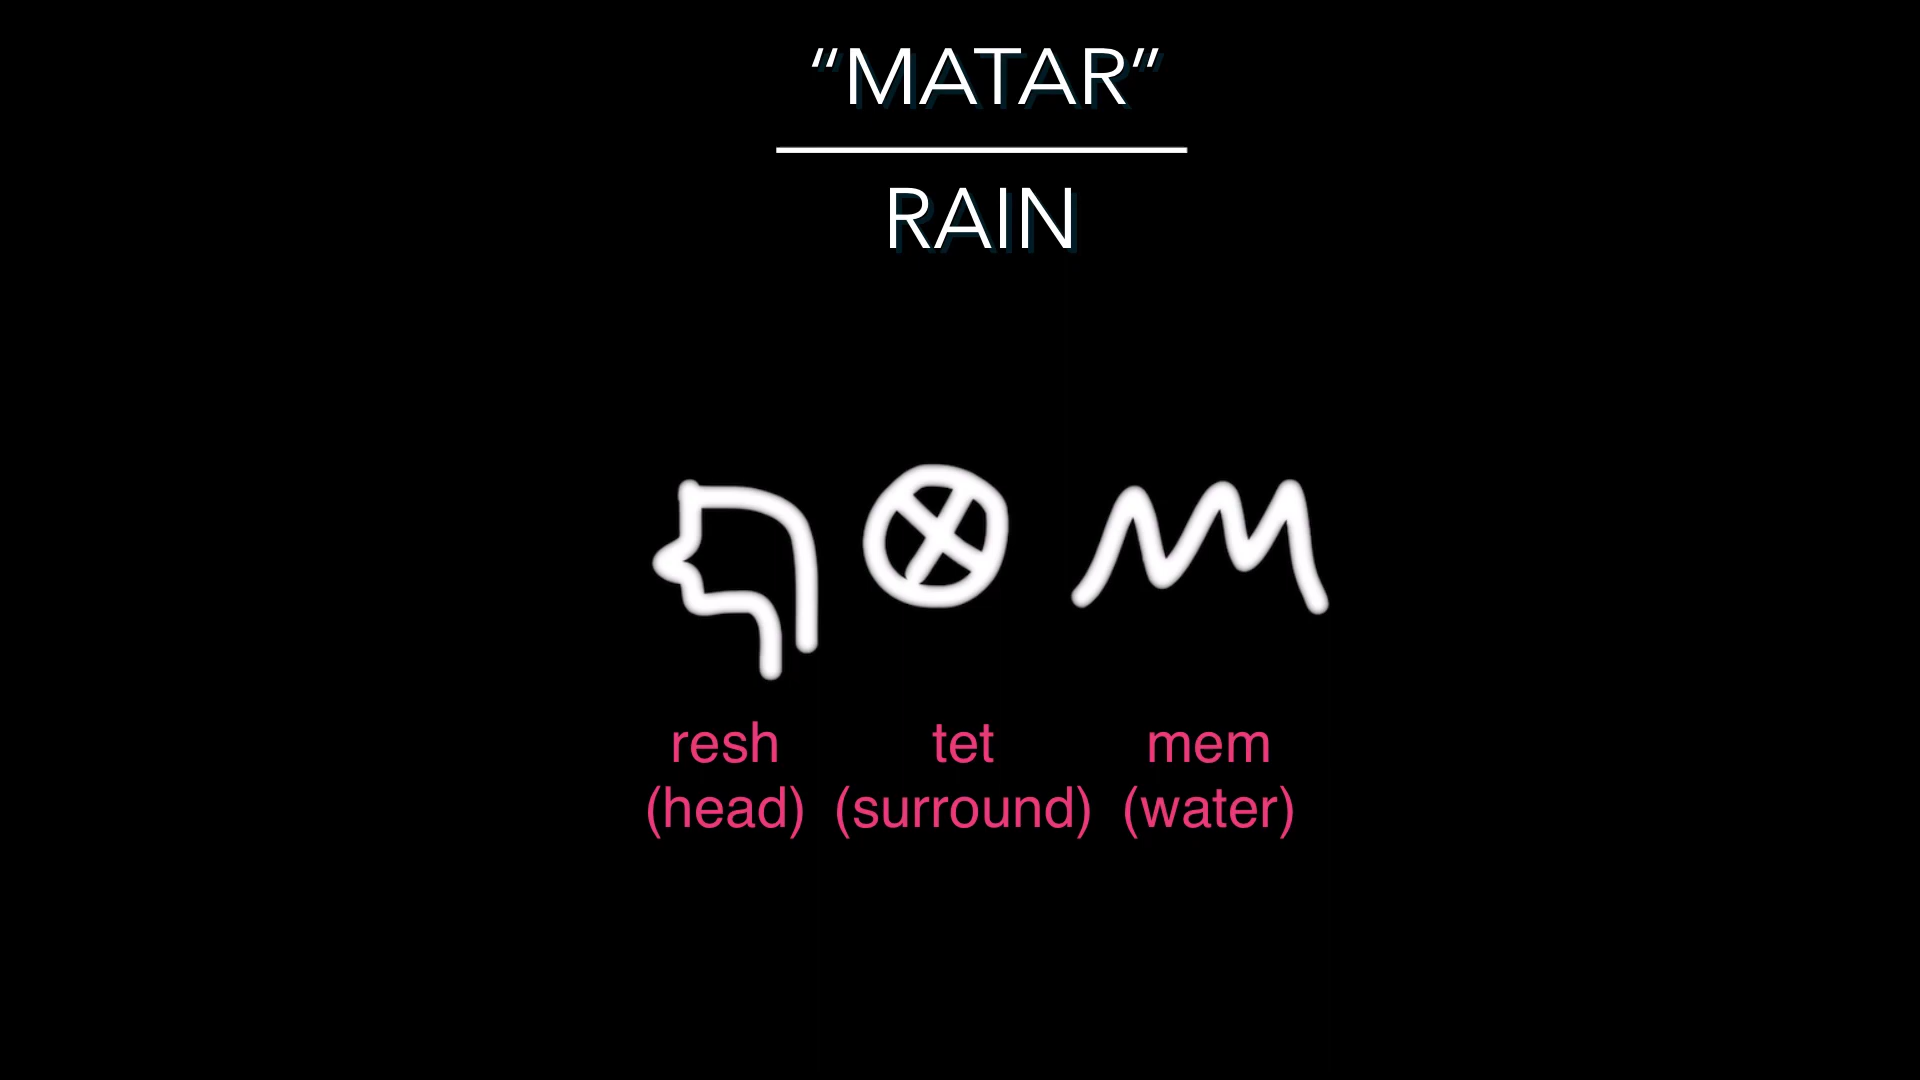 “MATAR”
RAIN
resh tet mem
(head) (surround) (water)